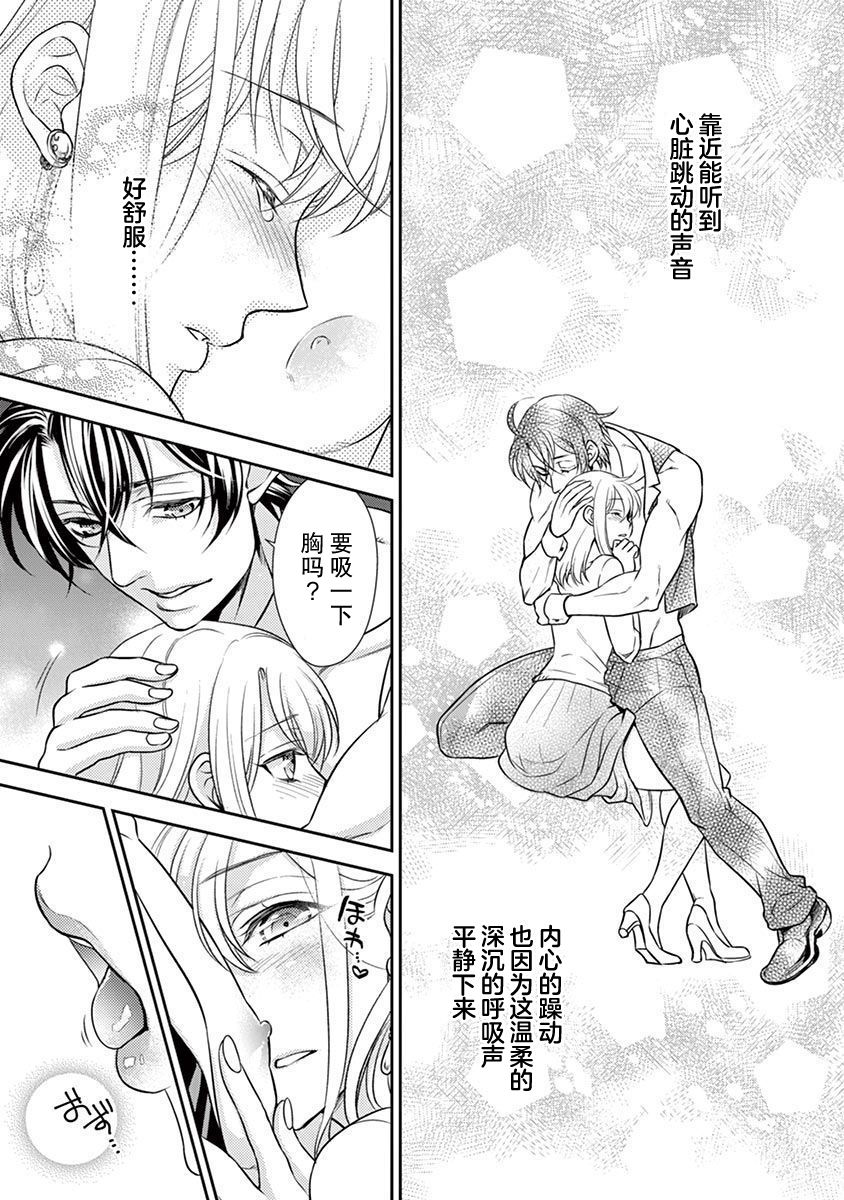 靠近能听到
心脏跳动的声音
内心的躁动
也因为这温柔的
深沉的呼吸声
平静下来
好舒服……
要吸一下
胸吗？
ほわ…♡
おず…